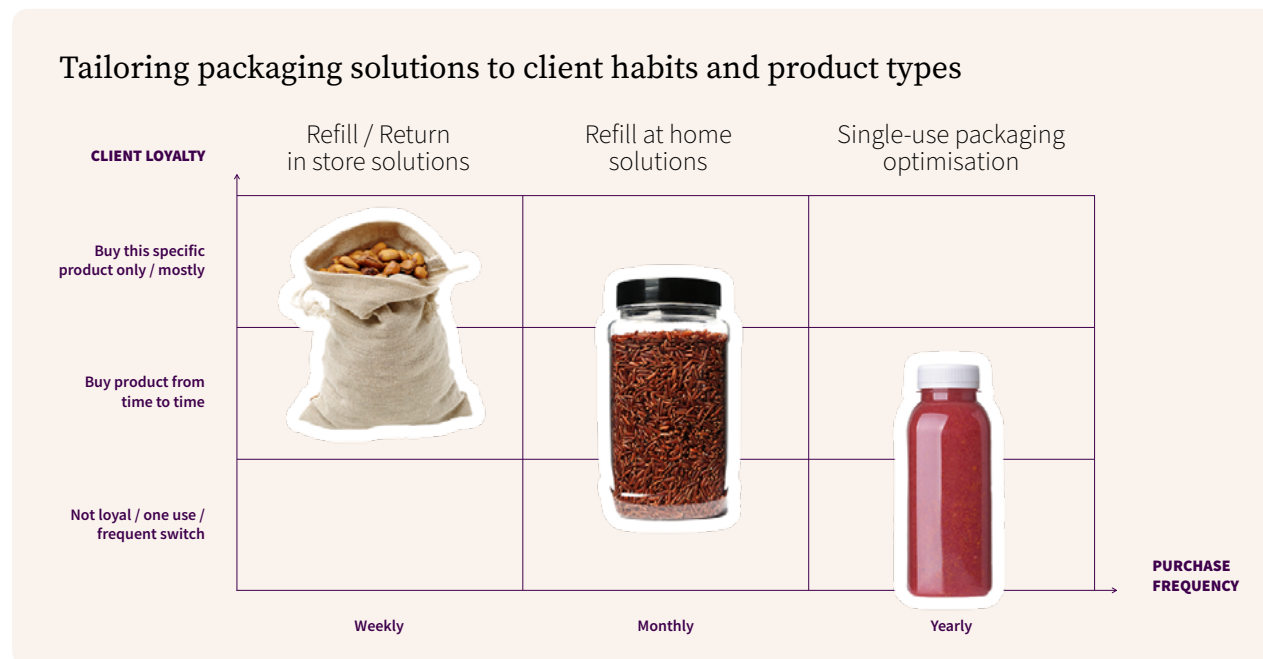 Tailoring packaging solutions to client habits and product types
Refill / Return
in store solutions
Refill at home
solutions
Single-use packaging
optimisation
CLIENT LOYALTY
Buy this specific
product only / mostly
Buy product from
time to time
Not loyal / one use /
frequent switch
PURCHASE
FREQUENCY
Weekly
Monthly
Yearly